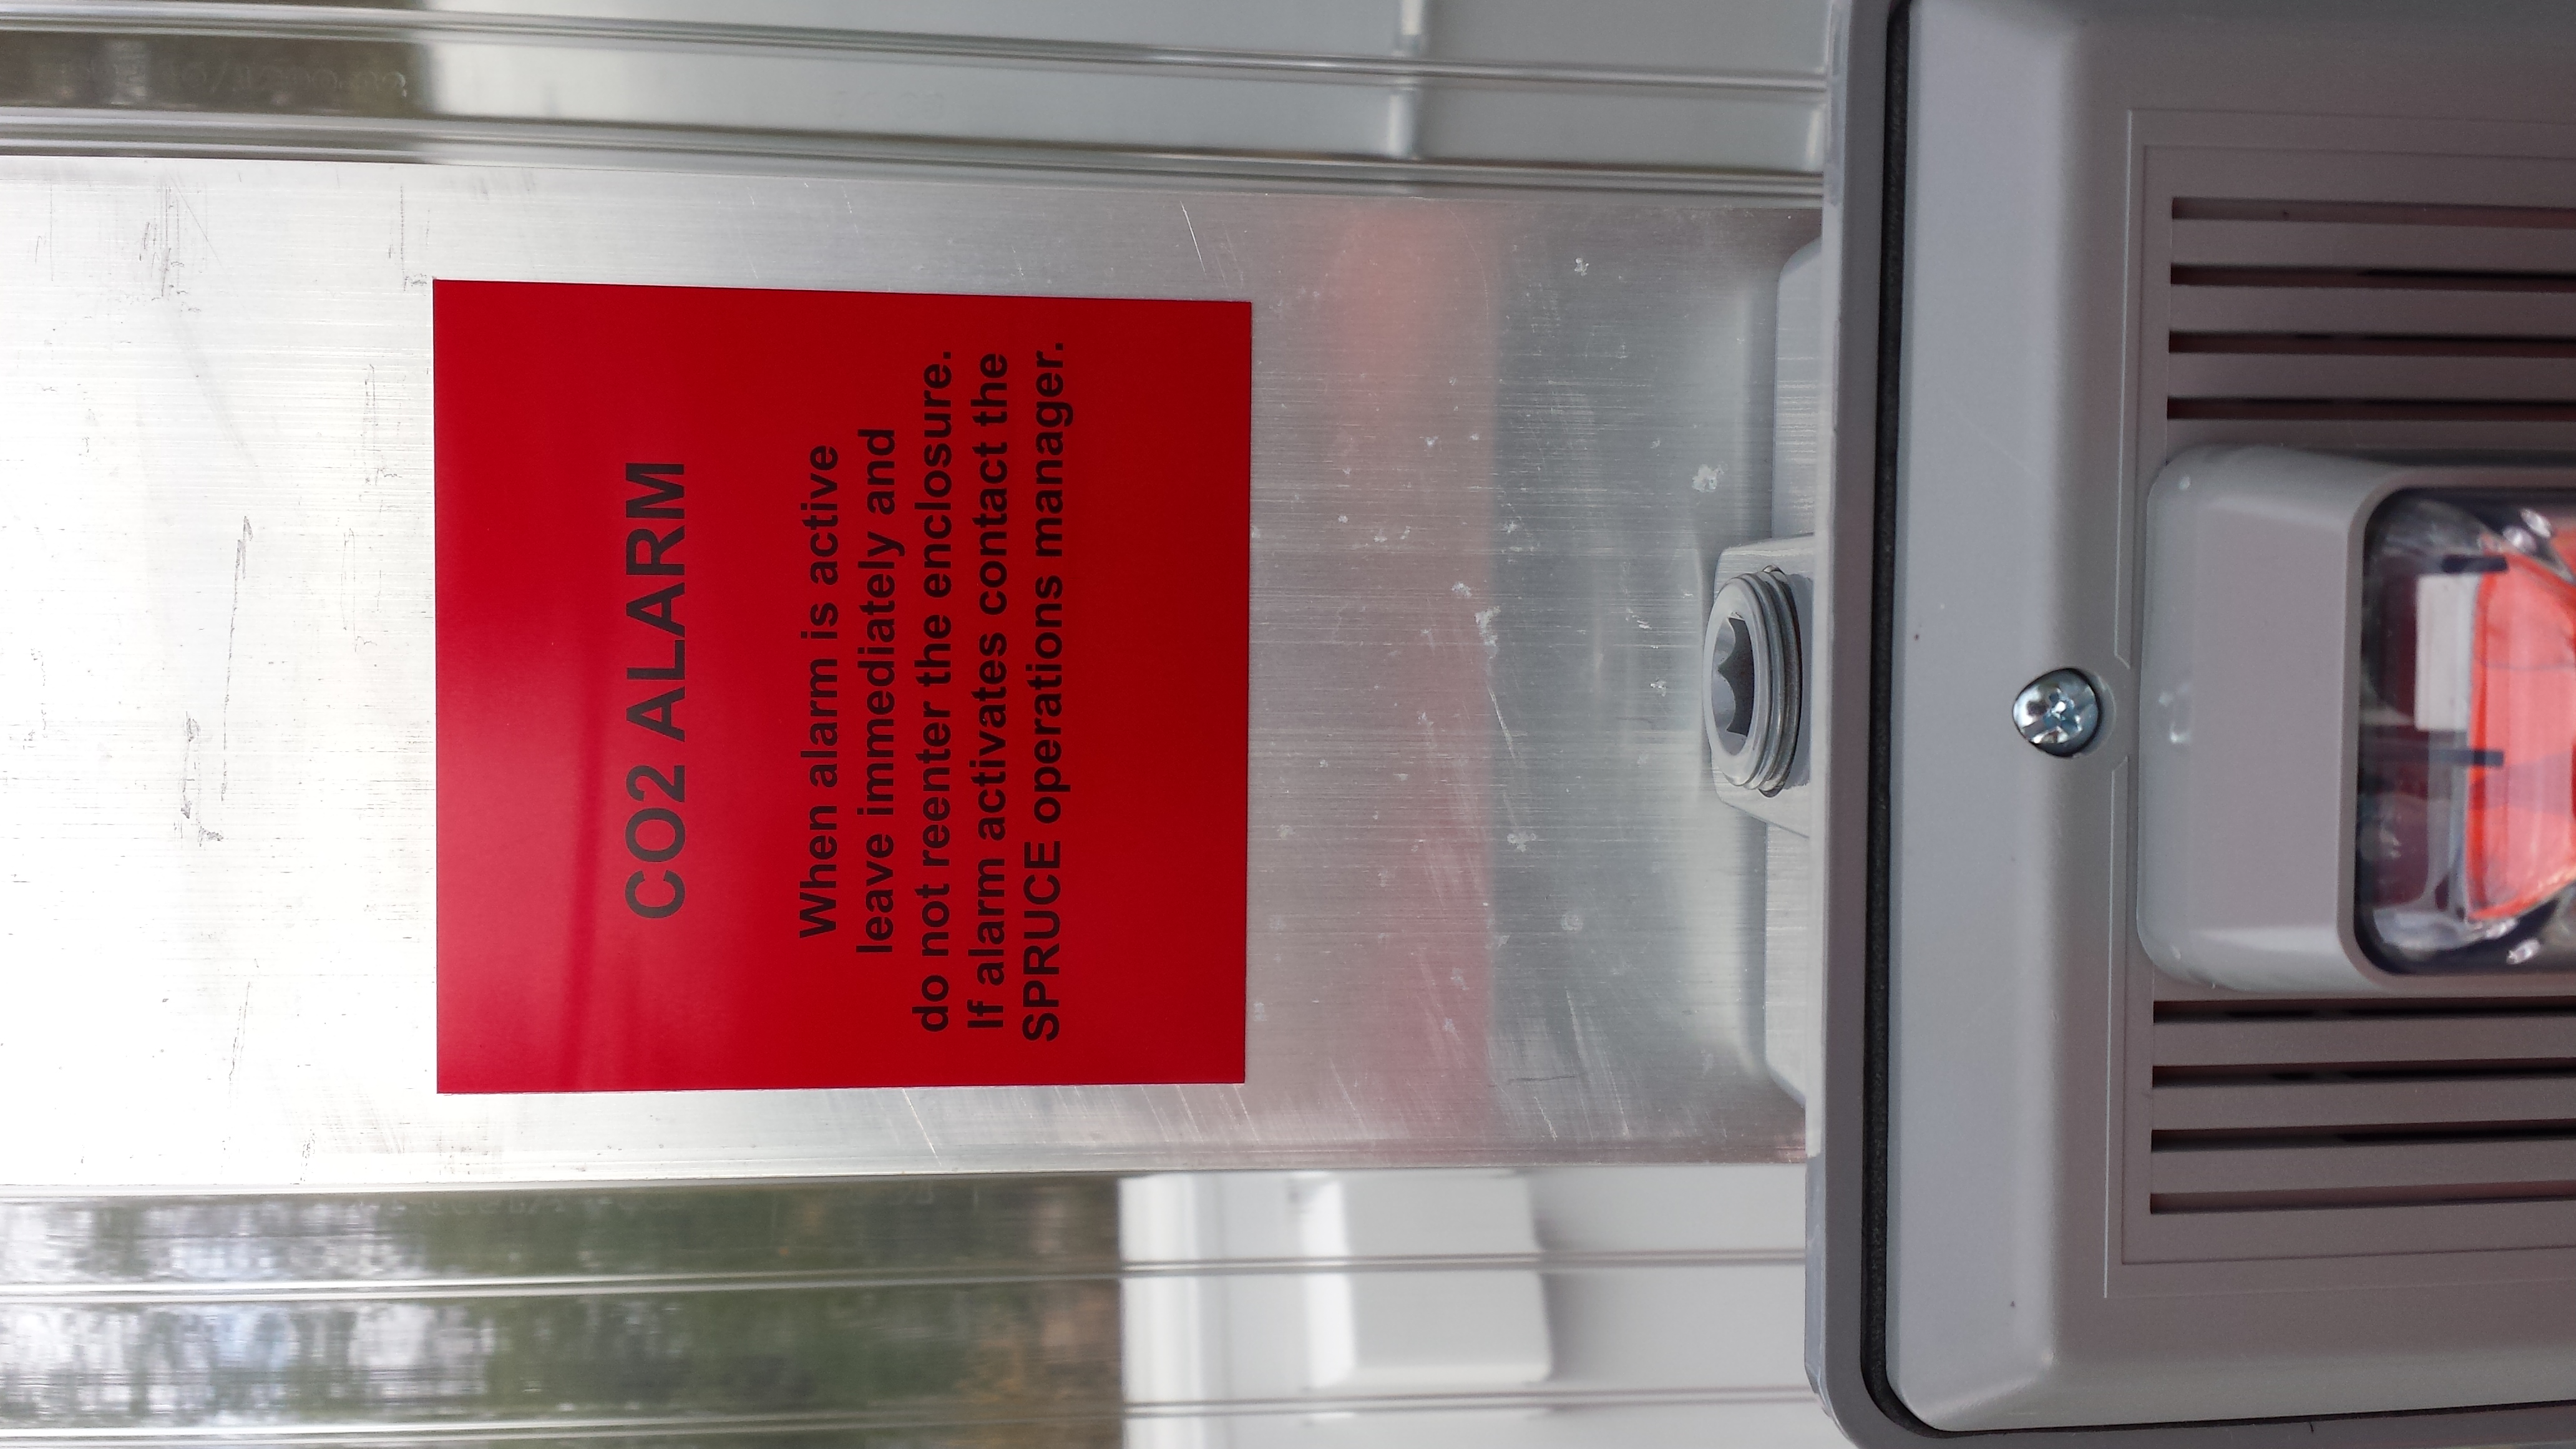 CO2 ALARM
When alarm is active
leave immediately and
do not reenter the enclosure.
If alarm activates contact the
SPRUCE operations manager.